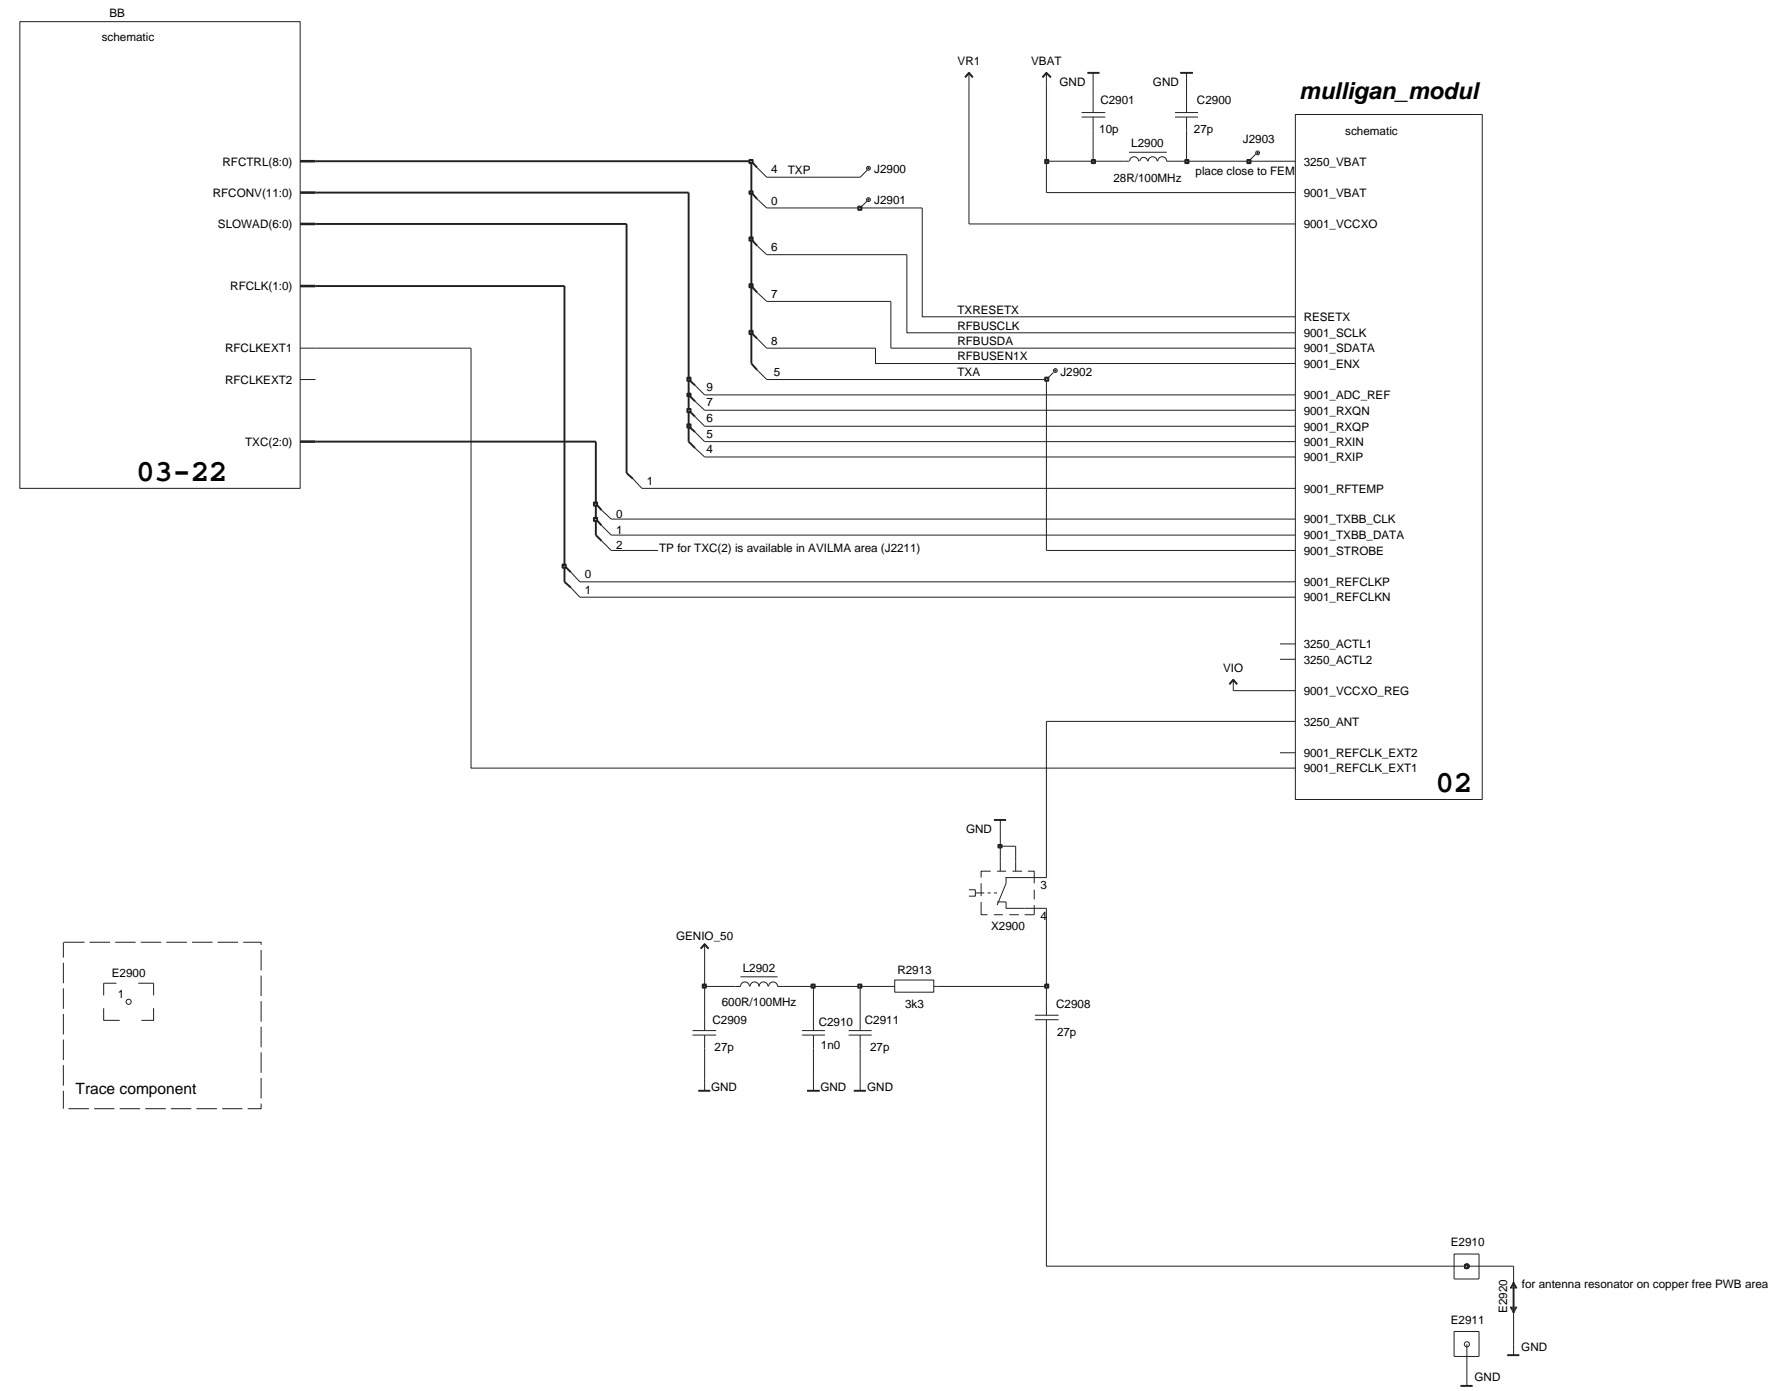 BB
schematic
RFCTRL(8:0)
RFCONV(11:0)
SLOWAD(6:0)
RFCLK(1:0)
RFCLKEXT1
RFCLKEXT2
TXC(2:0)
03-22
VR1
VBAT
GND
C2901
10p
GND
C2900
27p
L2900
28R/100MHz
J2903
place close to FEM
4 TXP
J2900
0
J2901
6
7
8
5
TXRESETX
RFBUSCLK
RFBUSDA
RFBUSEN1X
TXA
J2902
9
7
6
5
4
1
0
1
2
TP for TXC(2) is available in AVILMA area (J2211)
0
1
mulligan_modul
schematic
3250_VBAT
9001_VBAT
9001_VCCXO
RESETX
9001_SCLK
9001_SDATA
9001_ENX
9001_ADC_REF
9001_RXQN
9001_RXQP
9001_RXIN
9001_RXIP
9001_RFTEMP
9001_TXBB_CLK
9001_TXBB_DATA
9001_STROBE
9001_REFCLKP
9001_REFCLKN
3250_ACTL1
3250_ACTL2
VIO
9001_VCCXO_REG
3250_ANT
9001_REFCLK_EXT2
9001_REFCLK_EXT1
02
GND
3
4
X2900
GENIO_50
L2902
600R/100MHz
R2913
3k3
C2909
27p
C2910
1n0
C2911
27p
C2908
27p
GND
GND
GND
E2900
1
Trace component
E2910
E2920
for antenna resonator on copper free PWB area
E2911
GND
GND